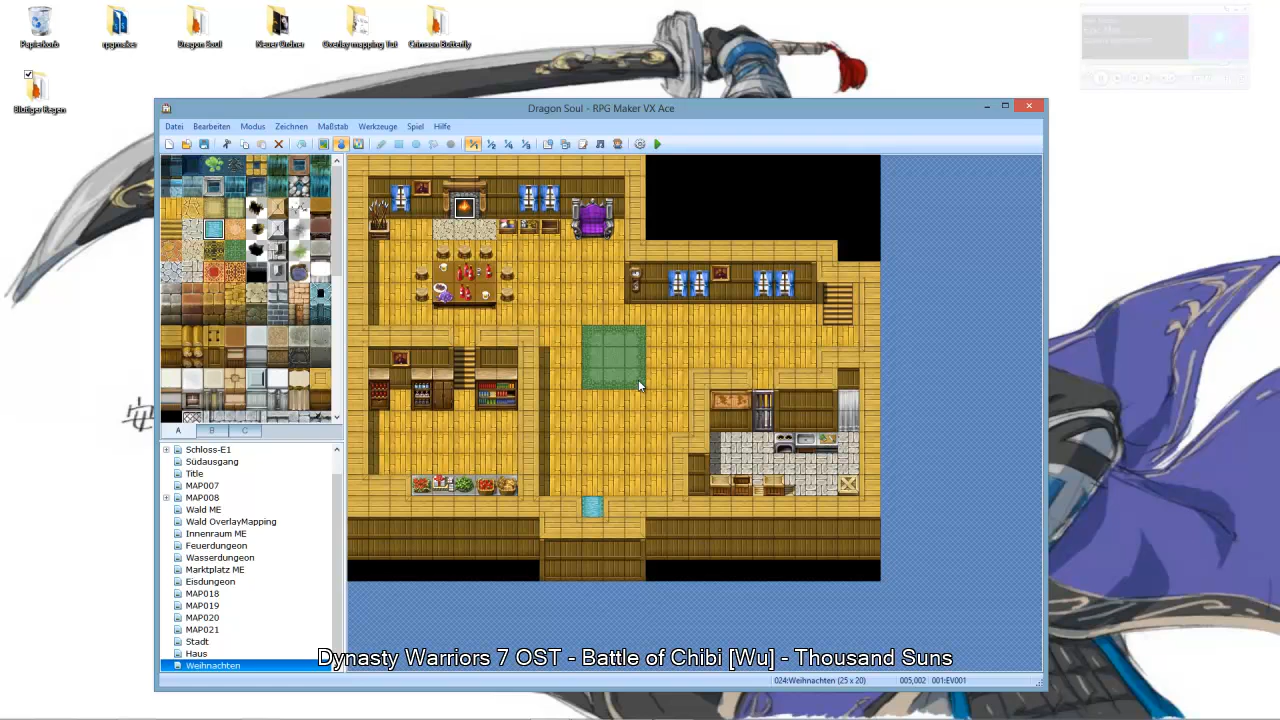 Papierkorb
rpgmaker
Dragon Soul
Neuer Ordner
Overlay mapping Tut
Crimson Butterfly
Blutiger Regen
Dragon Soul - RPG Maker VX Ace
Datei Bearbeiten Modus Zeichnen Maßstab Werkzeuge Spiel Hilfe
A B C
Schloss-E1
Südausgang
Title
MAP007
MAP008
Wald ME
Wald OverlayMapping
Innenraum ME
Feuerdungeon
Wasserdungeon
Marktplatz ME
Eisdungeon
MAP018
MAP019
MAP020
MAP021
Stadt
Haus
Weihnachten
Dynasty Warriors 7 OST - Battle of Chibi [Wu] - Thousand Suns
024:Weihnachten (25 x 20) 005,002 001:EV001
安